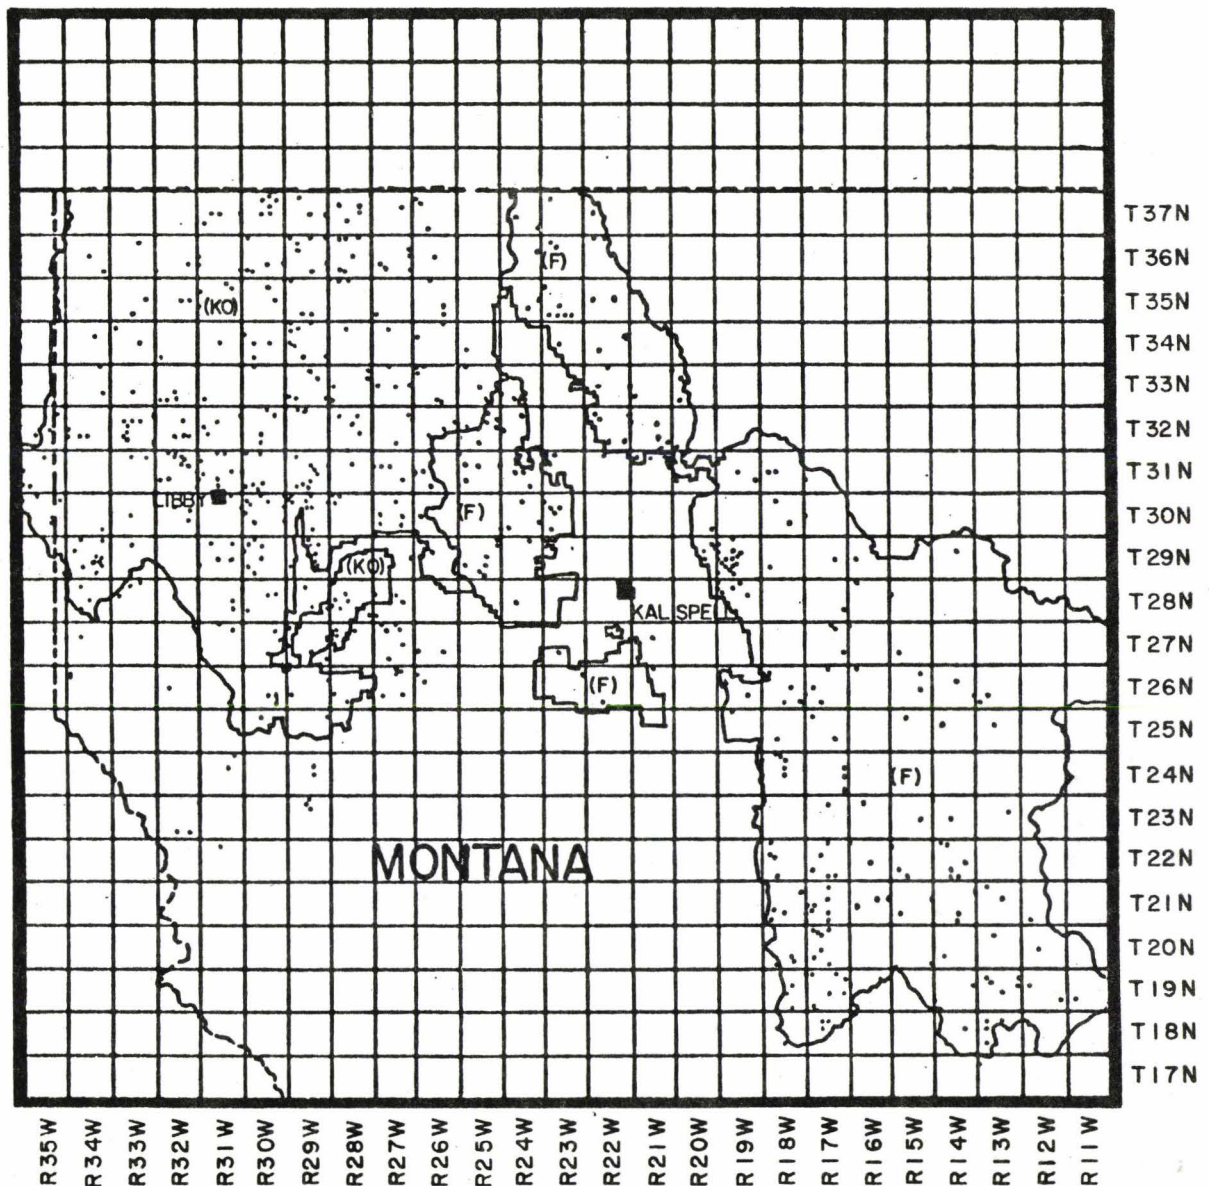 T37N
T36N
(F)
(KO)
T35N
T34N
T33N
T32N
T31N
LIBBY
(F)
T30N
(KO)
T29N
KALISPELL
T28N
T27N
(F)
T26N
T25N
(F)
T24N
T23N
MONTANA
T22N
T21N
T20N
T19N
T18N
T17N
R35W
R34W
R33W
R32W
R31W
R30W
R29W
R28W
R27W
R26W
R25W
R24W
R23W
R22W
R21W
R20W
R19W
R18W
R17W
R16W
R15W
R14W
R13W
R12W
R11W